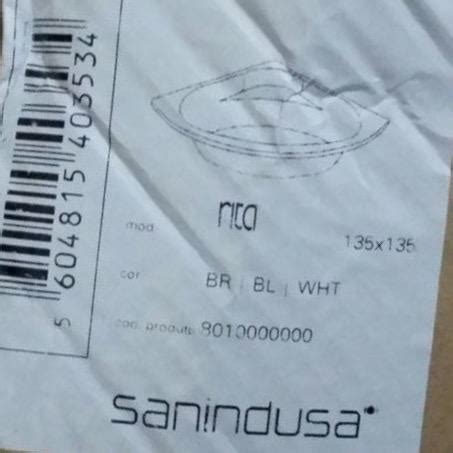 5 604815 403534
mod. rita
135x135
cor BR | BL | WHT
cod. produto 8010000000
sanindusa